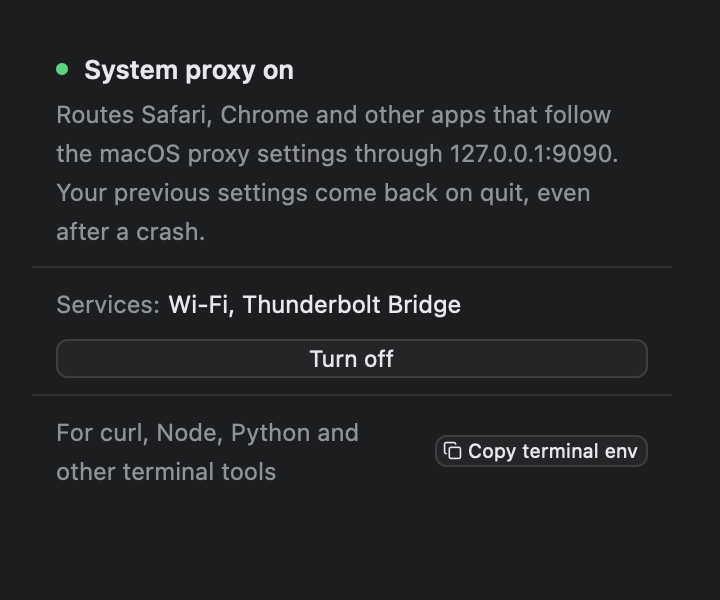 System proxy on
Routes Safari, Chrome and other apps that follow
the macOS proxy settings through 127.0.0.1:9090.
Your previous settings come back on quit, even
after a crash.
Services: Wi-Fi, Thunderbolt Bridge
Turn off
For curl, Node, Python and
other terminal tools
Copy terminal env